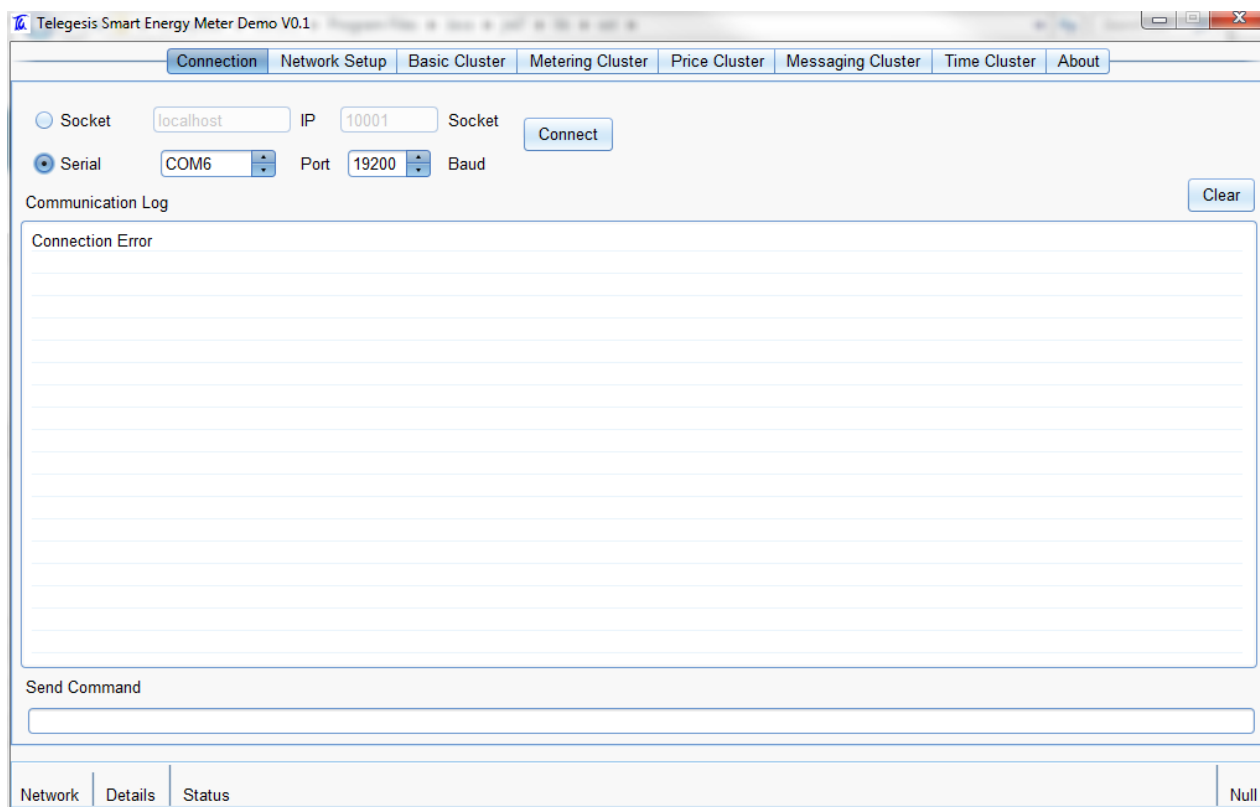 Telegesis Smart Energy Meter Demo V0.1
Connection Network Setup Basic Cluster Metering Cluster Price Cluster Messaging Cluster Time Cluster About
Socket localhost IP 10001 Socket
Connect
Serial COM6 Port 19200 Baud
Clear
Communication Log
Connection Error
Send Command
Network Details Status Null